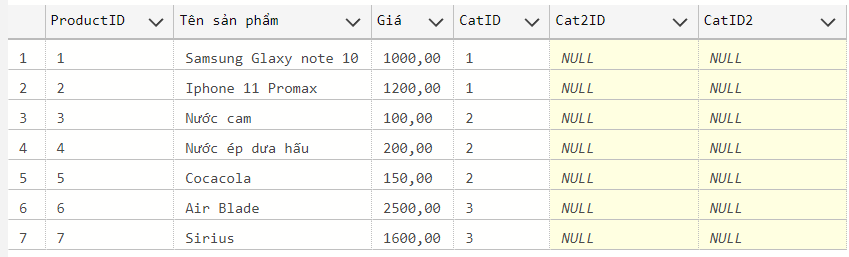 ProductID Tên sản phẩm Giá CatID Cat2ID CatID2
1 1 Samsung Glaxy note 10 1000,00 1 NULL NULL
2 2 Iphone 11 Promax 1200,00 1 NULL NULL
3 3 Nước cam 100,00 2 NULL NULL
4 4 Nước ép dưa hấu 200,00 2 NULL NULL
5 5 Cocacola 150,00 2 NULL NULL
6 6 Air Blade 2500,00 3 NULL NULL
7 7 Sirius 1600,00 3 NULL NULL